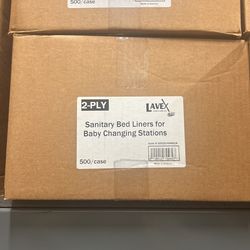 500/case
2-PLY
LAVEX
Sanitary Bed Liners for
Baby Changing Stations
500/case